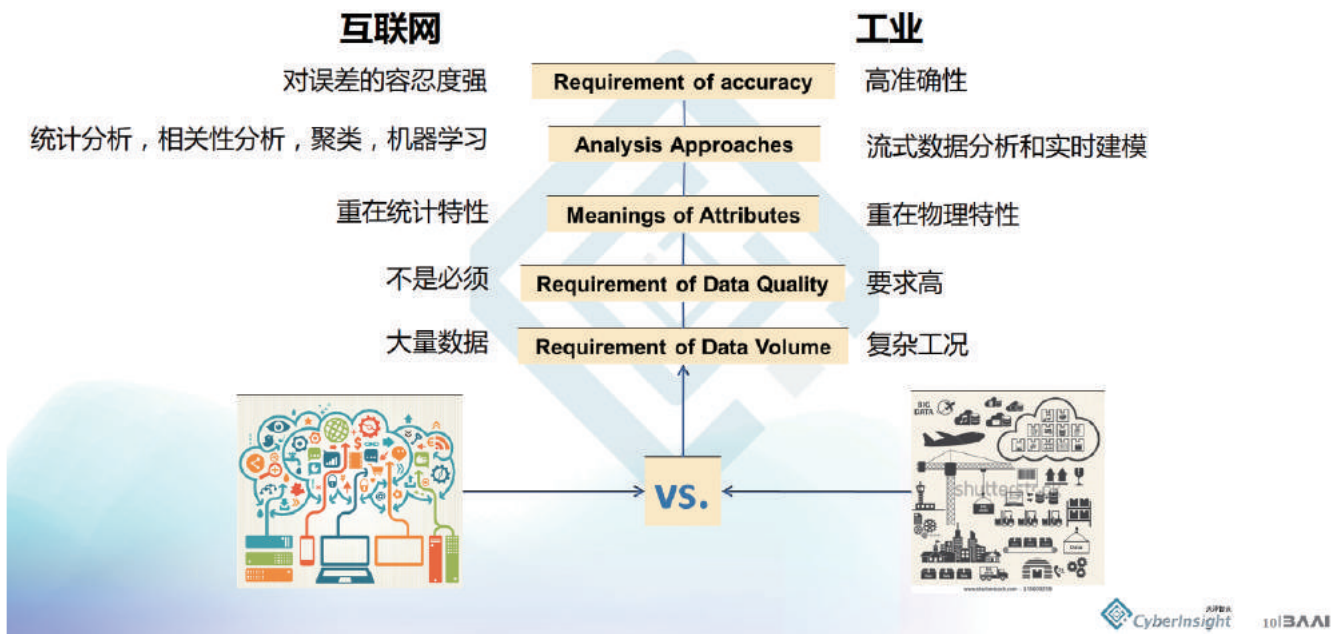 互联网
工业
对误差的容忍度强
Requirement of accuracy
高准确性
统计分析，相关性分析，聚类，机器学习
Analysis Approaches
流式数据分析和实时建模
重在统计特性
Meanings of Attributes
重在物理特性
不是必须
Requirement of Data Quality
要求高
大量数据
Requirement of Data Volume
复杂工况
BIG
DATA
shutterstock
VS.
CyberInsight
10 BAAI